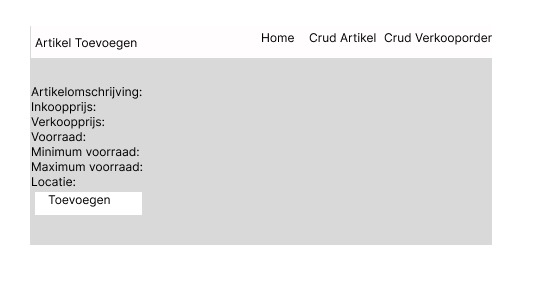 Artikel Toevoegen
Home Crud Artikel Crud Verkooporder
Artikelomschrijving:
Inkoopprijs:
Verkoopprijs:
Voorraad:
Minimum voorraad:
Maximum voorraad:
Locatie:
Toevoegen